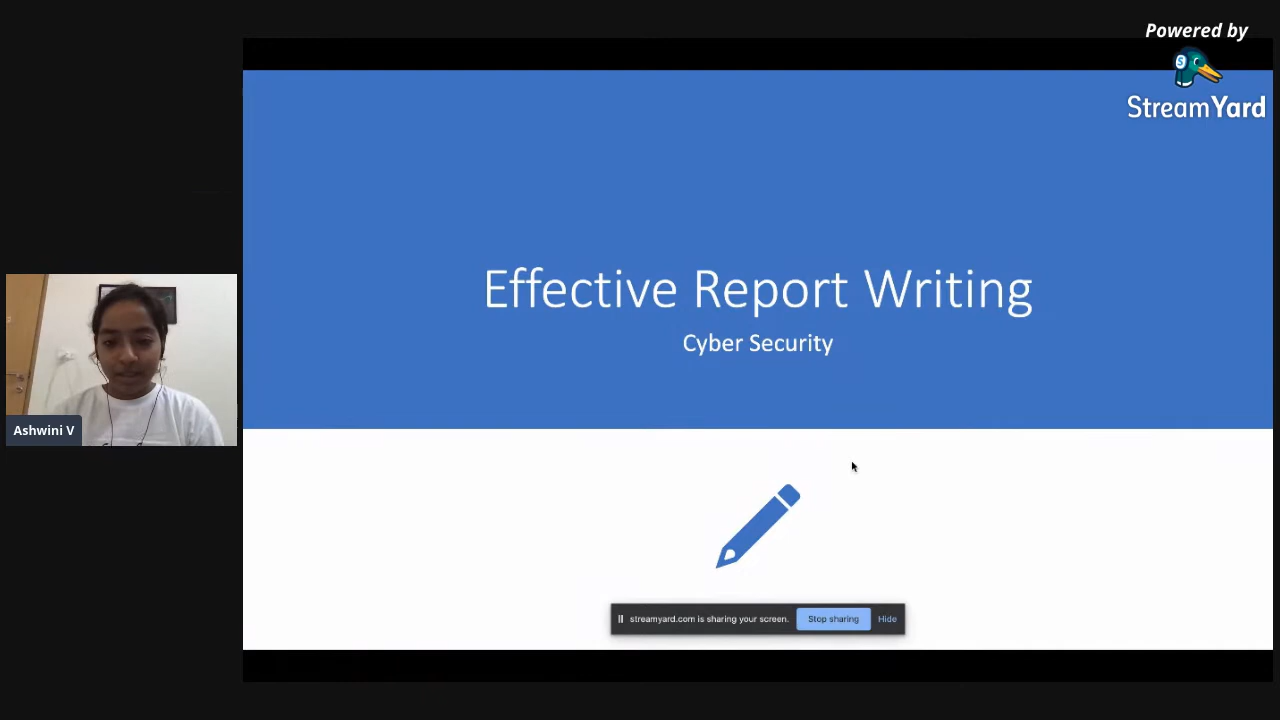 Powered by
StreamYard
Effective Report Writing
Cyber Security
Ashwini V
streamyard.com is sharing your screen.
Stop sharing
Hide